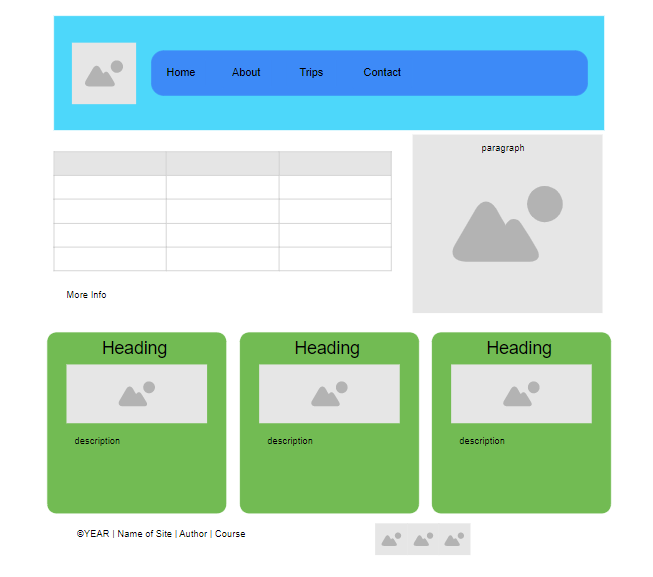 Home About Trips Contact
paragraph
More Info
Heading Heading Heading
description description description
©YEAR | Name of Site | Author | Course